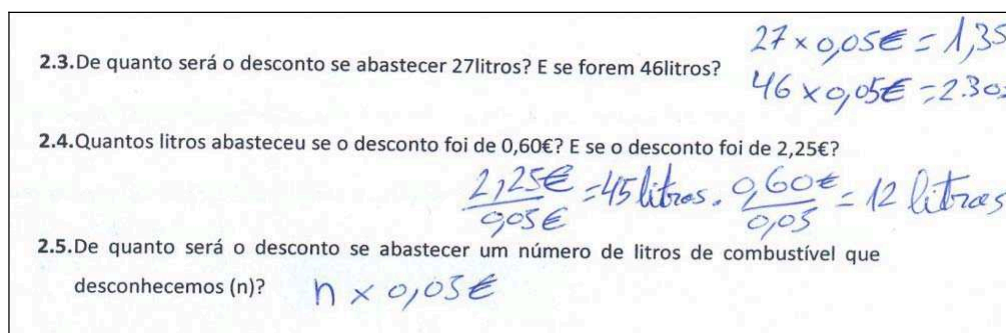 27 × 0,05€ = 1,35
2.3.De quanto será o desconto se abastecer 27litros? E se forem 46litros?
46 × 0,05€ = 2.30
2.4.Quantos litros abasteceu se o desconto foi de 0,60€? E se o desconto foi de 2,25€?
2,25€/0,05€ = 45 litros. 0,60€/0,05 = 12 litros
2.5.De quanto será o desconto se abastecer um número de litros de combustível que
desconhecemos (n)? n × 0,05€